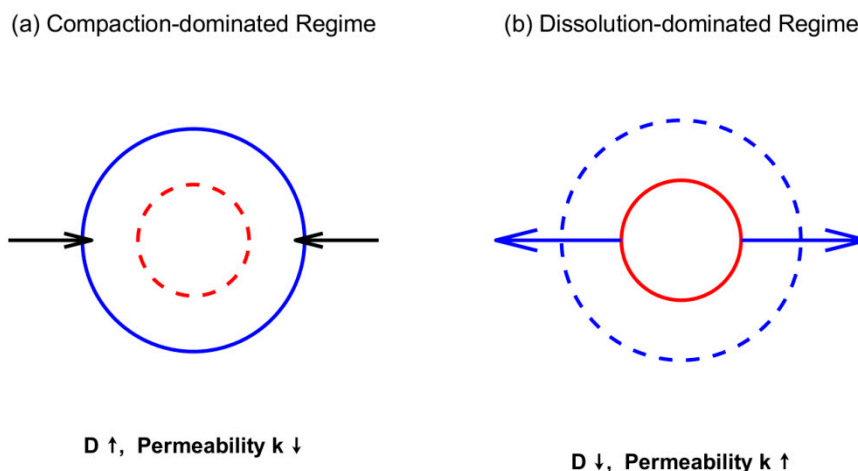 (a) Compaction-dominated Regime
(b) Dissolution-dominated Regime
D ↑, Permeability k ↓
D ↓, Permeability k ↑